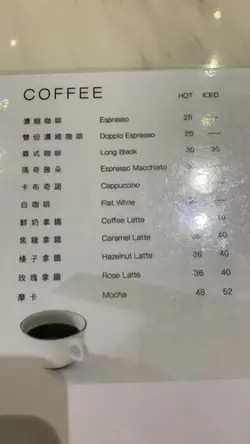 COFFEE HOT ICED
濃縮咖啡 Espresso 25 —
雙份濃縮咖啡 Doppio Espresso 25 —
義式咖啡 Long Black 30 35
瑪奇雅朵 Espresso Macchiato
卡布奇諾 Cappuccino
白咖啡 Flat White
鮮奶拿鐵 Coffee Latte 40
焦糖拿鐵 Caramel Latte 40
榛子拿鐵 Hazelnut Latte 36 40
玫瑰拿鐵 Rose Latte 36 40
摩卡 Mocha 48 52